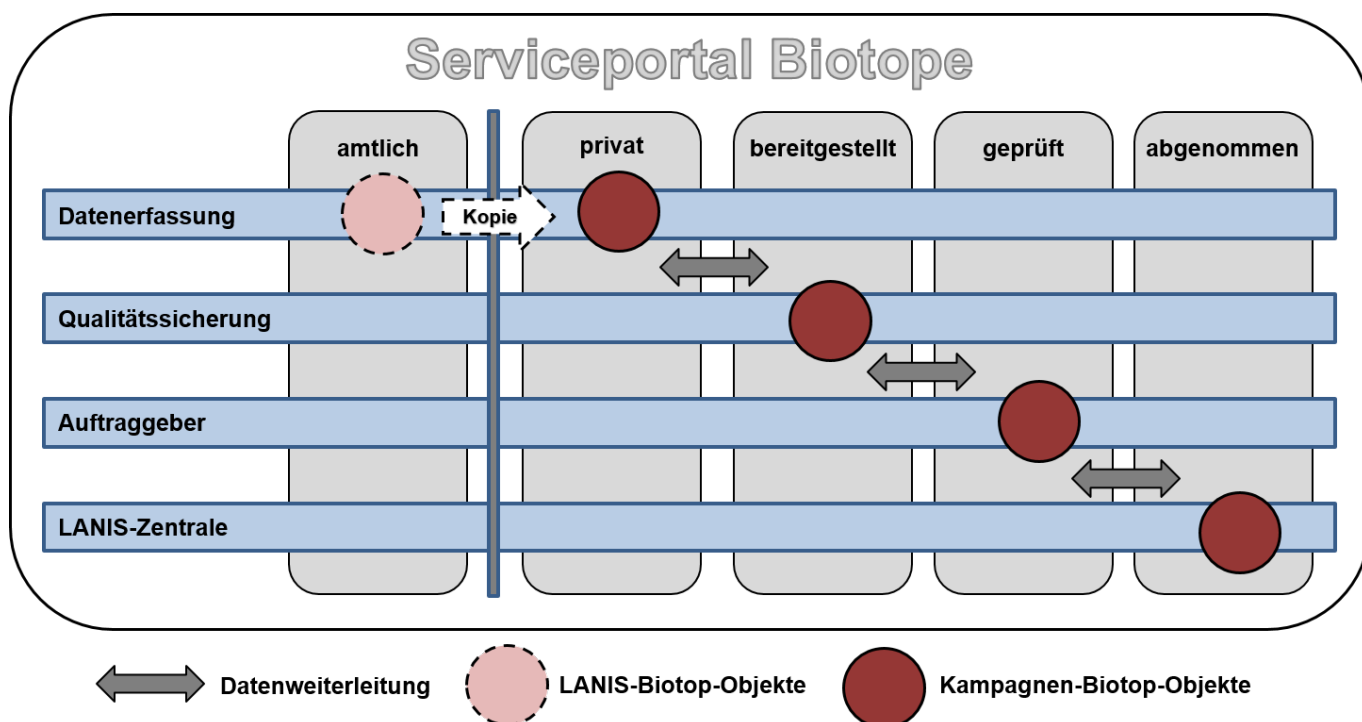 Serviceportal Biotope
amtlich
privat
bereitgestellt
geprüft
abgenommen
Datenerfassung
Kopie
Qualitätssicherung
Auftraggeber
LANIS-Zentrale
Datenweiterleitung
LANIS-Biotop-Objekte
Kampagnen-Biotop-Objekte